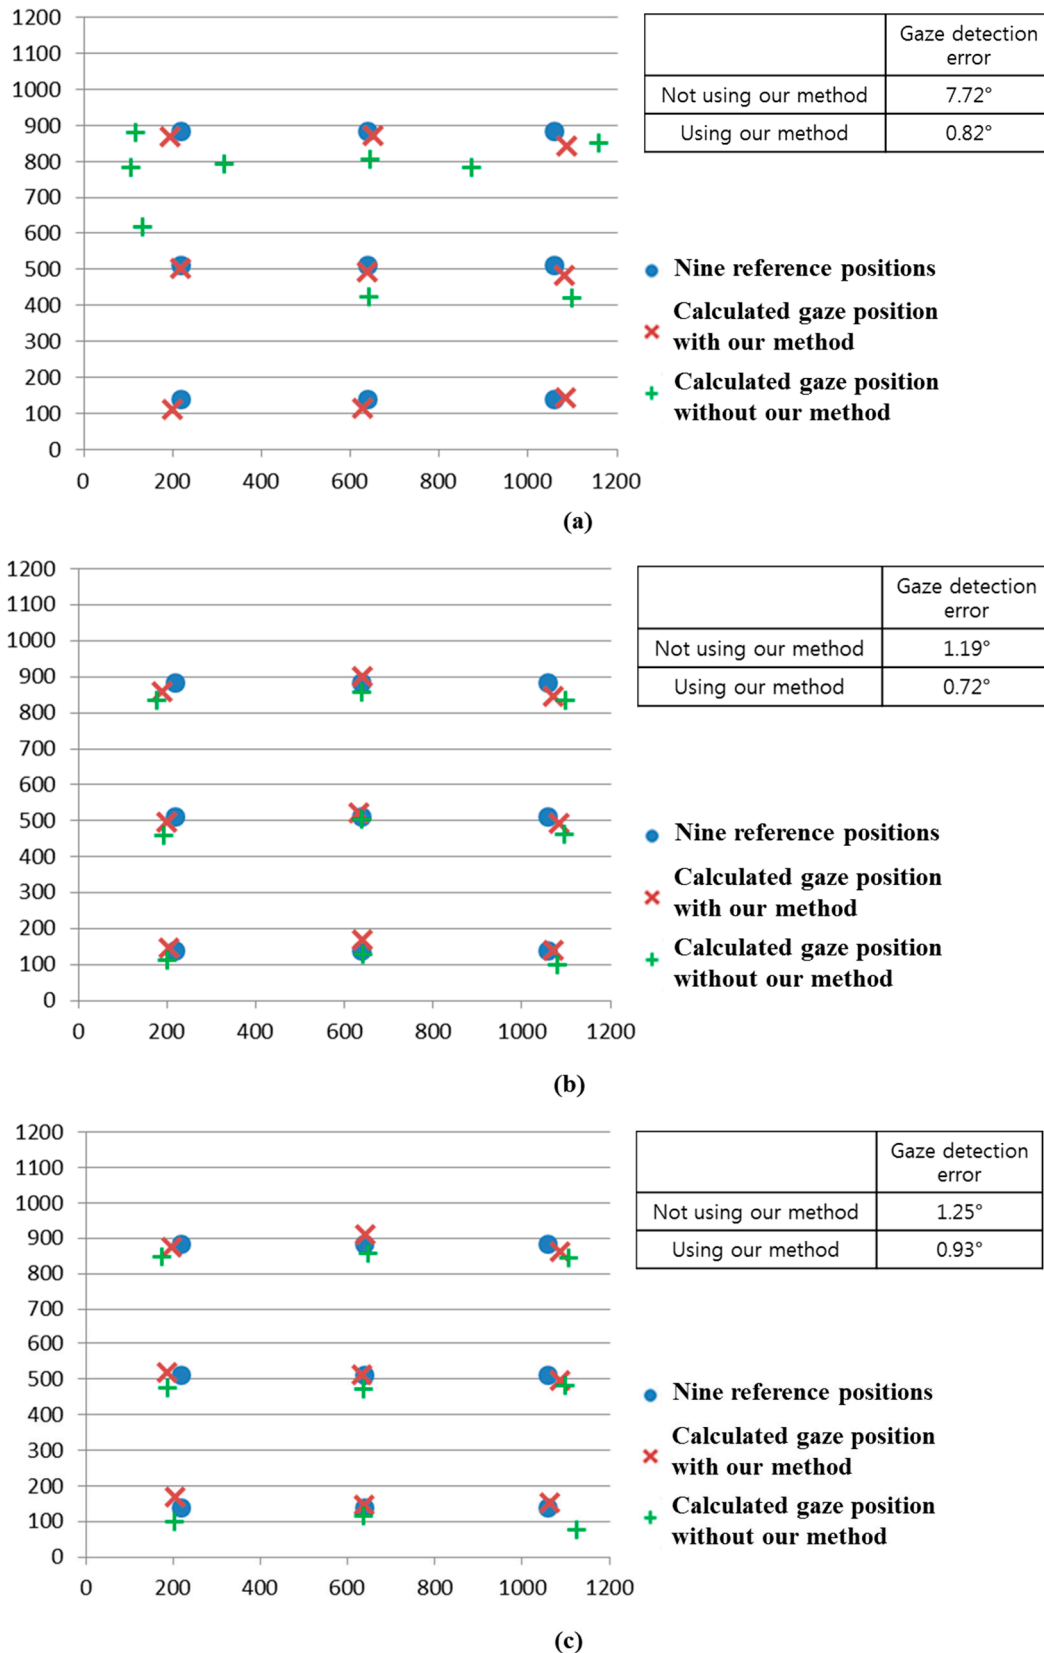 1200
1100
1000
900
800
700
600
500
400
300
200
100
0
0 200 400 600 800 1000 1200
Gaze detection
error
Not using our method 7.72°
Using our method 0.82°
Nine reference positions
Calculated gaze position
with our method
Calculated gaze position
without our method
(a)
1200
1100
1000
900
800
700
600
500
400
300
200
100
0
0 200 400 600 800 1000 1200
Gaze detection
error
Not using our method 1.19°
Using our method 0.72°
Nine reference positions
Calculated gaze position
with our method
Calculated gaze position
without our method
(b)
1200
1100
1000
900
800
700
600
500
400
300
200
100
0
0 200 400 600 800 1000 1200
Gaze detection
error
Not using our method 1.25°
Using our method 0.93°
Nine reference positions
Calculated gaze position
with our method
Calculated gaze position
without our method
(c)